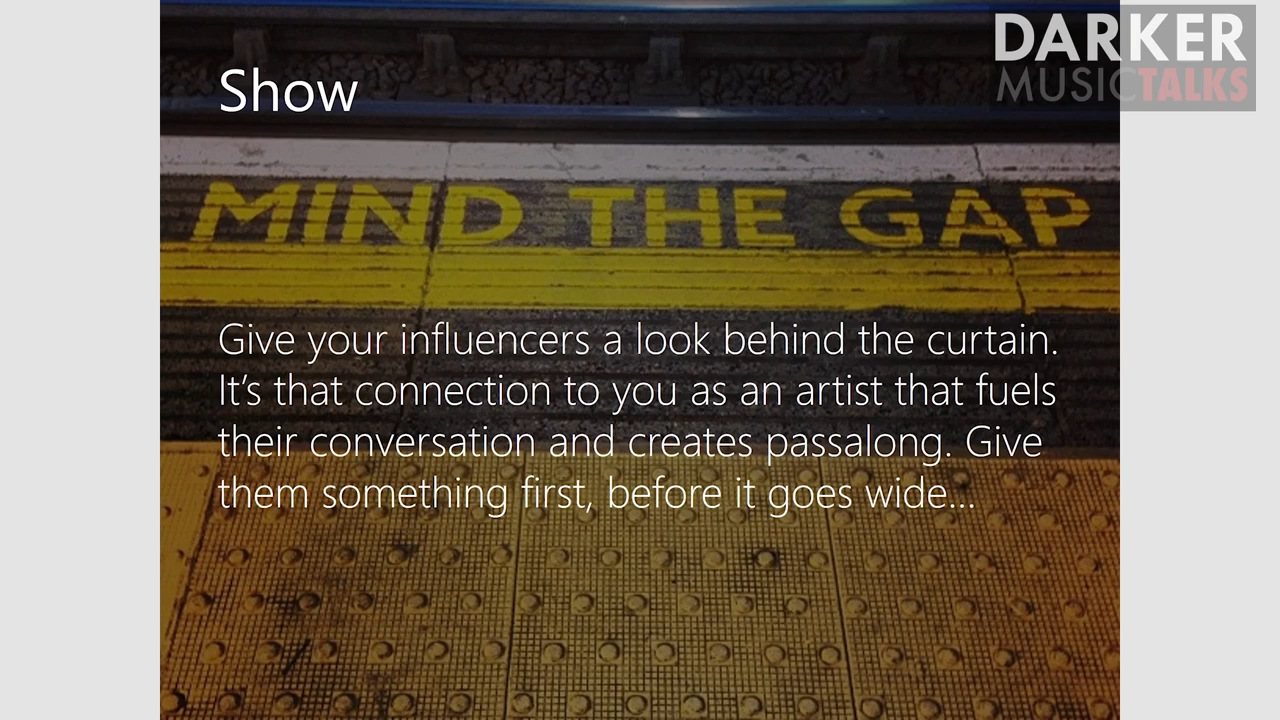 DARKER
MUSICTALKS
Show
MIND THE GAP
Give your influencers a look behind the curtain.
It's that connection to you as an artist that fuels
their conversation and creates passalong. Give
them something first, before it goes wide...